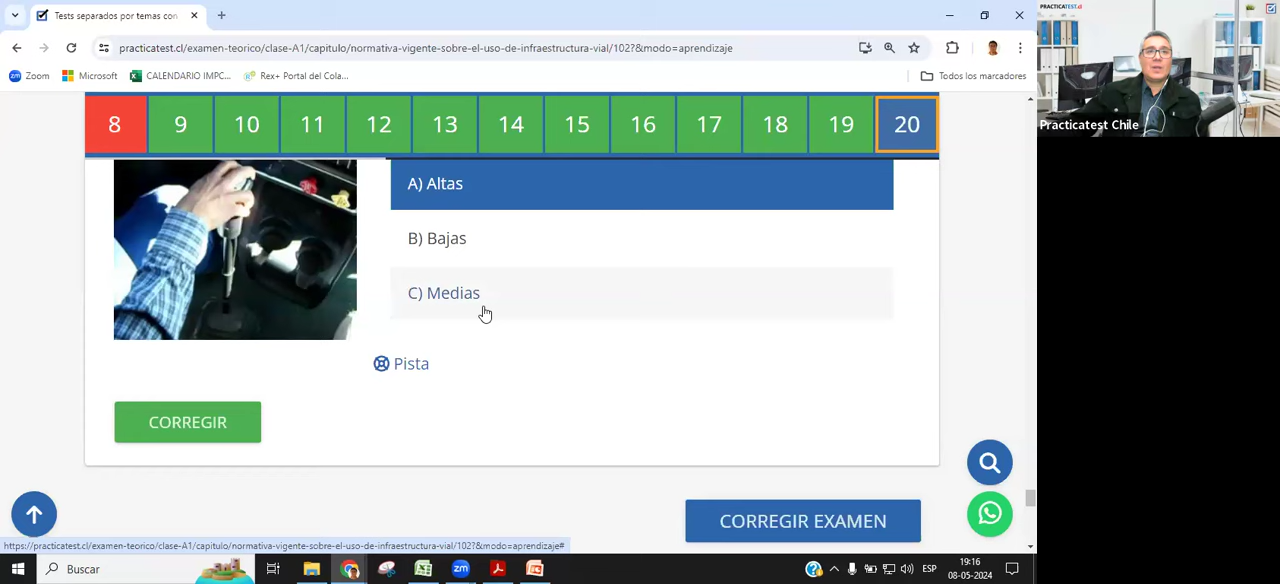 Tests separados por temas con
practicatest.cl/examen-teorico/clase-A1/capitulo/normativa-vigente-sobre-el-uso-de-infraestructura-vial/102?&modo=aprendizaje
Zoom
Microsoft
CALENDARIO IMPC...
Rex+ Portal del Cola...
Todos los marcadores
8 9 10 11 12 13 14 15 16 17 18 19 20
A) Altas
B) Bajas
C) Medias
Pista
CORREGIR
CORREGIR EXAMEN
https://practicatest.cl/examen-teorico/clase-A1/capitulo/normativa-vigente-sobre-el-uso-de-infraestructura-vial/102?&modo=aprendizaje#
Buscar
ESP
19:16
08-05-2024
PRACTICATEST.cl
Practicatest Chile